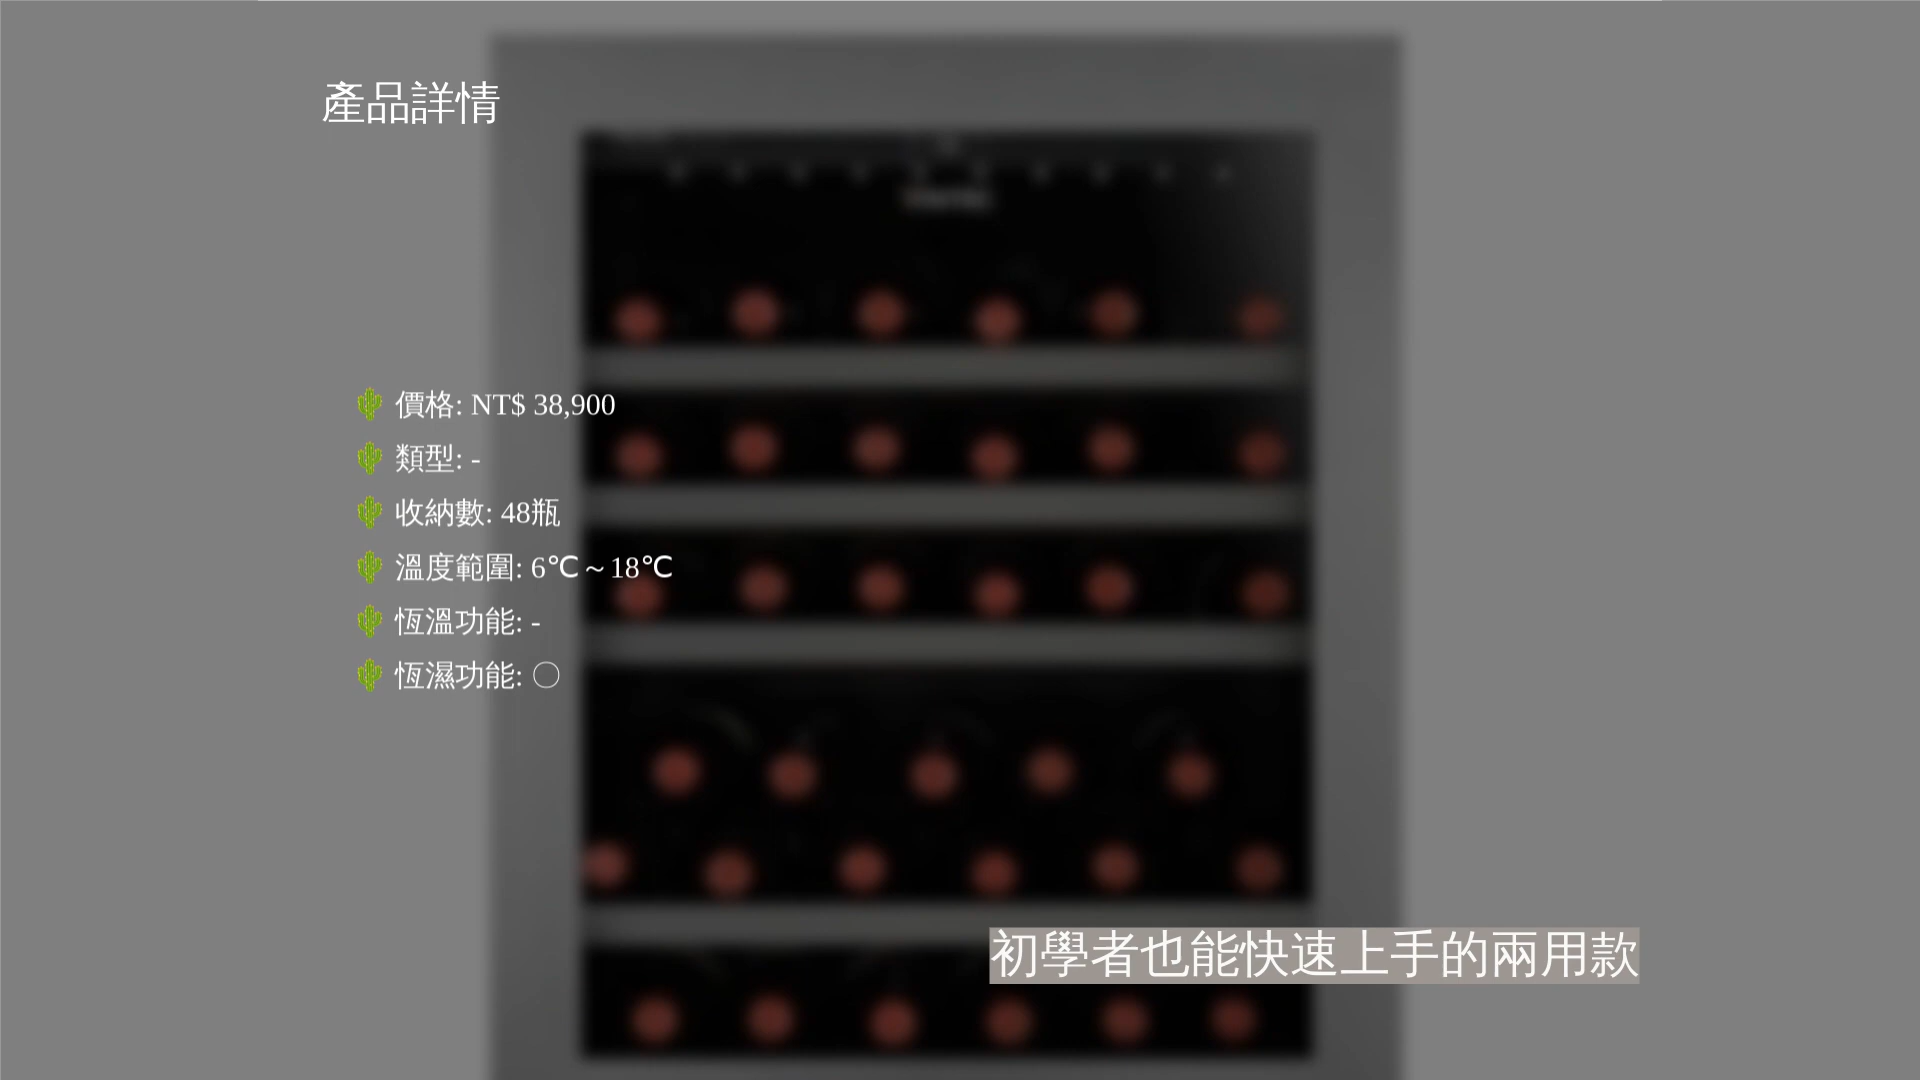 產品詳情
🌵 價格: NT$ 38,900
🌵 類型: -
🌵 收納數: 48瓶
🌵 溫度範圍: 6℃～18℃
🌵 恆溫功能: -
🌵 恆濕功能: 〇
初學者也能快速上手的兩用款